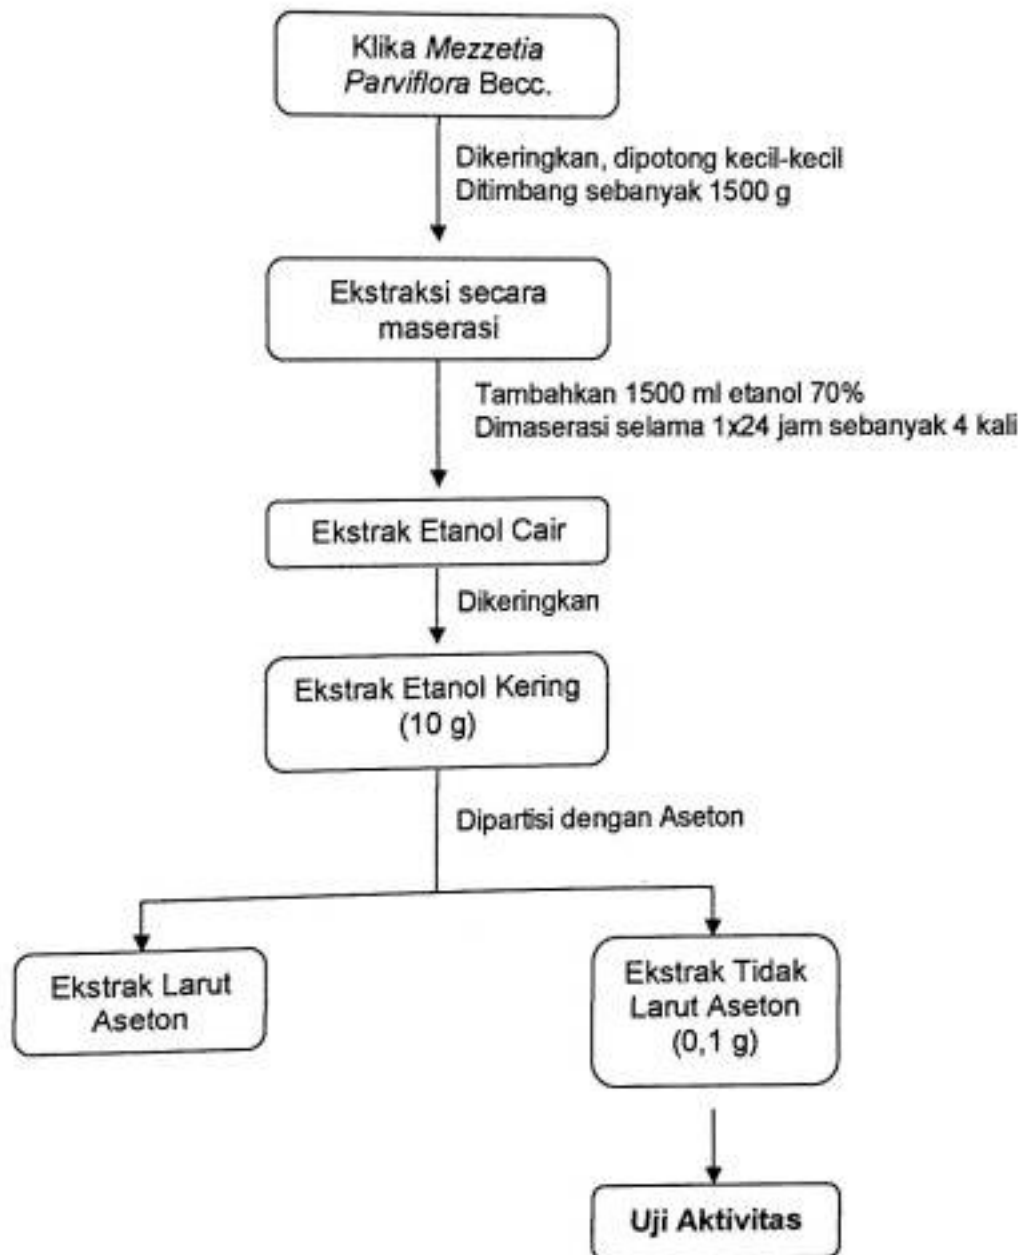 Klika Mezzetia
Parviflora Becc.
Dikeringkan, dipotong kecil-kecil
Ditimbang sebanyak 1500 g
Ekstraksi secara
maserasi
Tambahkan 1500 ml etanol 70%
Dimaserasi selama 1x24 jam sebanyak 4 kali
Ekstrak Etanol Cair
Dikeringkan
Ekstrak Etanol Kering
(10 g)
Dipartisi dengan Aseton
Ekstrak Larut
Aseton
Ekstrak Tidak
Larut Aseton
(0,1 g)
Uji Aktivitas